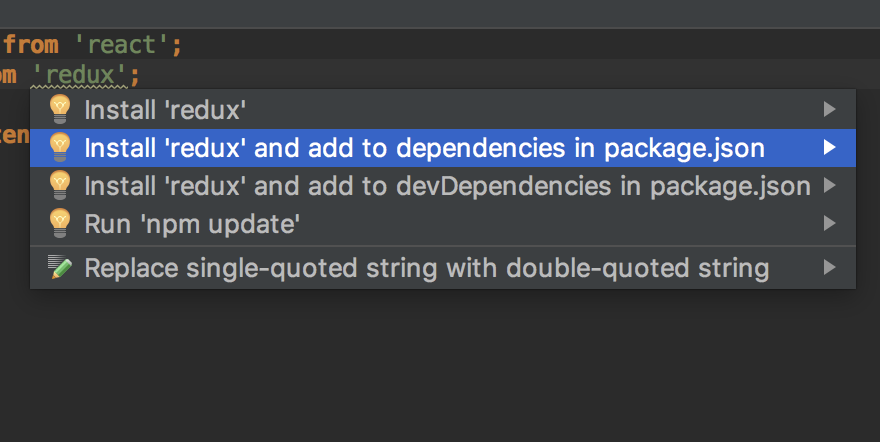 from 'react';
om 'redux';
ten
Install 'redux'
Install 'redux' and add to dependencies in package.json
Install 'redux' and add to devDependencies in package.json
Run 'npm update'
Replace single-quoted string with double-quoted string